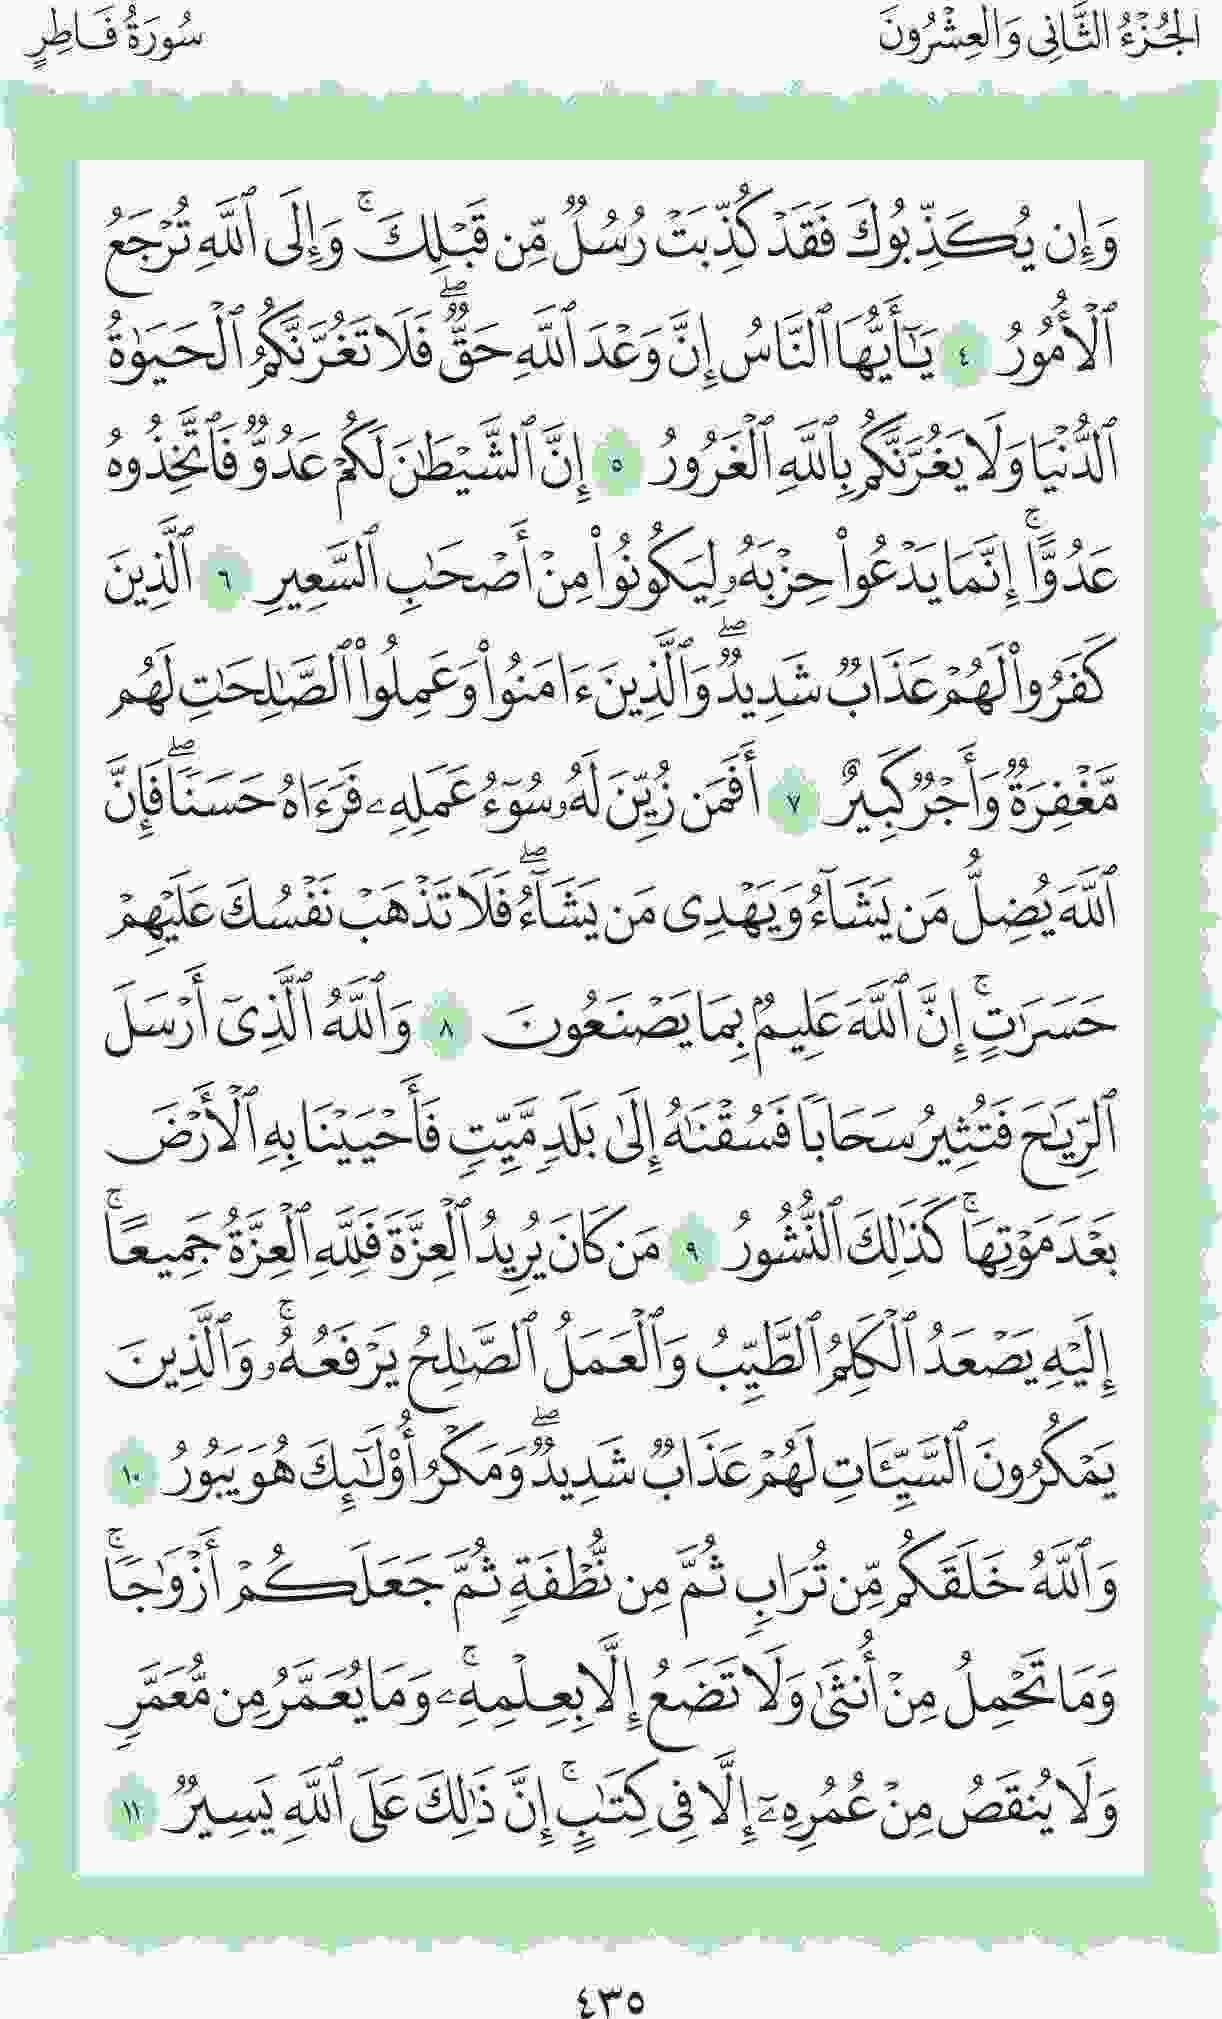 الجُزْءُ الثَّانِي وَالعِشْرُونَ
سُورَةُ فَاطِرٍ
وَإِن يُكَذِّبُوكَ فَقَدْ كُذِّبَتْ رُسُلٌ مِّن قَبْلِكَ ۚ وَإِلَى ٱللَّهِ تُرْجَعُ
ٱلْأُمُورُ ٤ يَـٰٓأَيُّهَا ٱلنَّاسُ إِنَّ وَعْدَ ٱللَّهِ حَقٌّ ۖ فَلَا تَغُرَّنَّكُمُ ٱلْحَيَوٰةُ
ٱلدُّنْيَا وَلَا يَغُرَّنَّكُم بِٱللَّهِ ٱلْغَرُورُ ٥ إِنَّ ٱلشَّيْطَـٰنَ لَكُمْ عَدُوٌّ فَٱتَّخِذُوهُ
عَدُوًّا ۚ إِنَّمَا يَدْعُوا۟ حِزْبَهُۥ لِيَكُونُوا۟ مِنْ أَصْحَـٰبِ ٱلسَّعِيرِ ٦ ٱلَّذِينَ
كَفَرُوا۟ لَهُمْ عَذَابٌ شَدِيدٌ ۖ وَٱلَّذِينَ ءَامَنُوا۟ وَعَمِلُوا۟ ٱلصَّـٰلِحَـٰتِ لَهُم
مَّغْفِرَةٌ وَأَجْرٌ كَبِيرٌ ٧ أَفَمَن زُيِّنَ لَهُۥ سُوٓءُ عَمَلِهِۦ فَرَءَاهُ حَسَنًا ۖ فَإِنَّ
ٱللَّهَ يُضِلُّ مَن يَشَآءُ وَيَهْدِى مَن يَشَآءُ ۖ فَلَا تَذْهَبْ نَفْسُكَ عَلَيْهِمْ
حَسَرَٰتٍ ۚ إِنَّ ٱللَّهَ عَلِيمٌۢ بِمَا يَصْنَعُونَ ٨ وَٱللَّهُ ٱلَّذِىٓ أَرْسَلَ
ٱلرِّيَـٰحَ فَتُثِيرُ سَحَابًا فَسُقْنَـٰهُ إِلَىٰ بَلَدٍ مَّيِّتٍ فَأَحْيَيْنَا بِهِ ٱلْأَرْضَ
بَعْدَ مَوْتِهَا ۚ كَذَٰلِكَ ٱلنُّشُورُ ٩ مَن كَانَ يُرِيدُ ٱلْعِزَّةَ فَلِلَّهِ ٱلْعِزَّةُ جَمِيعًا ۚ
إِلَيْهِ يَصْعَدُ ٱلْكَلِمُ ٱلطَّيِّبُ وَٱلْعَمَلُ ٱلصَّـٰلِحُ يَرْفَعُهُۥ ۚ وَٱلَّذِينَ
يَمْكُرُونَ ٱلسَّيِّـَٔاتِ لَهُمْ عَذَابٌ شَدِيدٌ ۖ وَمَكْرُ أُو۟لَـٰٓئِكَ هُوَ يَبُورُ ١٠
وَٱللَّهُ خَلَقَكُم مِّن تُرَابٍ ثُمَّ مِن نُّطْفَةٍ ثُمَّ جَعَلَكُمْ أَزْوَٰجًا ۚ
وَمَا تَحْمِلُ مِنْ أُنثَىٰ وَلَا تَضَعُ إِلَّا بِعِلْمِهِۦ ۚ وَمَا يُعَمَّرُ مِن مُّعَمَّرٍ
وَلَا يُنقَصُ مِنْ عُمُرِهِۦٓ إِلَّا فِى كِتَـٰبٍ ۚ إِنَّ ذَٰلِكَ عَلَى ٱللَّهِ يَسِيرٌ ١١
٤٣٥